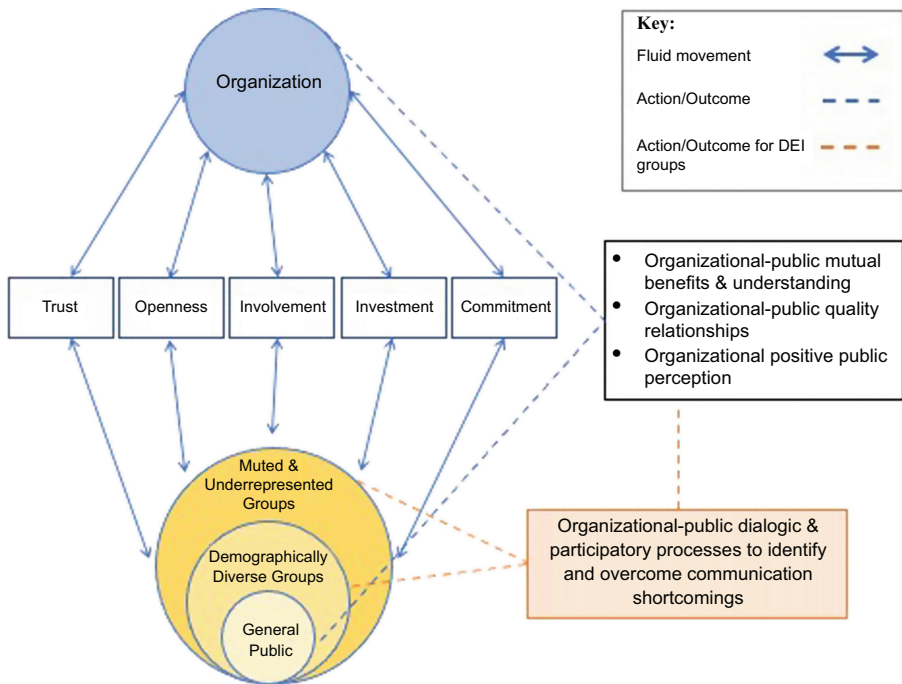 Organization
Key:
Fluid movement
Action/Outcome
Action/Outcome for DEI
groups
Trust
Openness
Involvement
Investment
Commitment
• Organizational-public mutual
benefits & understanding
• Organizational-public quality
relationships
• Organizational positive public
perception
Muted &
Underrepresented
Groups
Demographically
Diverse Groups
General
Public
Organizational-public dialogic &
participatory processes to identify
and overcome communication
shortcomings